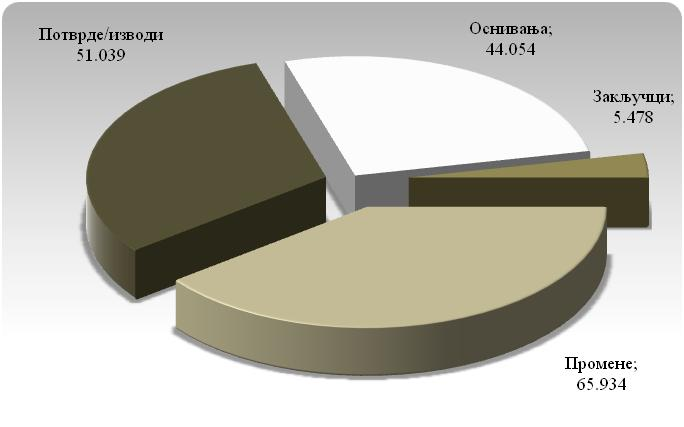 Потврде/изводи
51.039
Оснивања;
44.054
Закључци;
5.478
Промене;
65.934